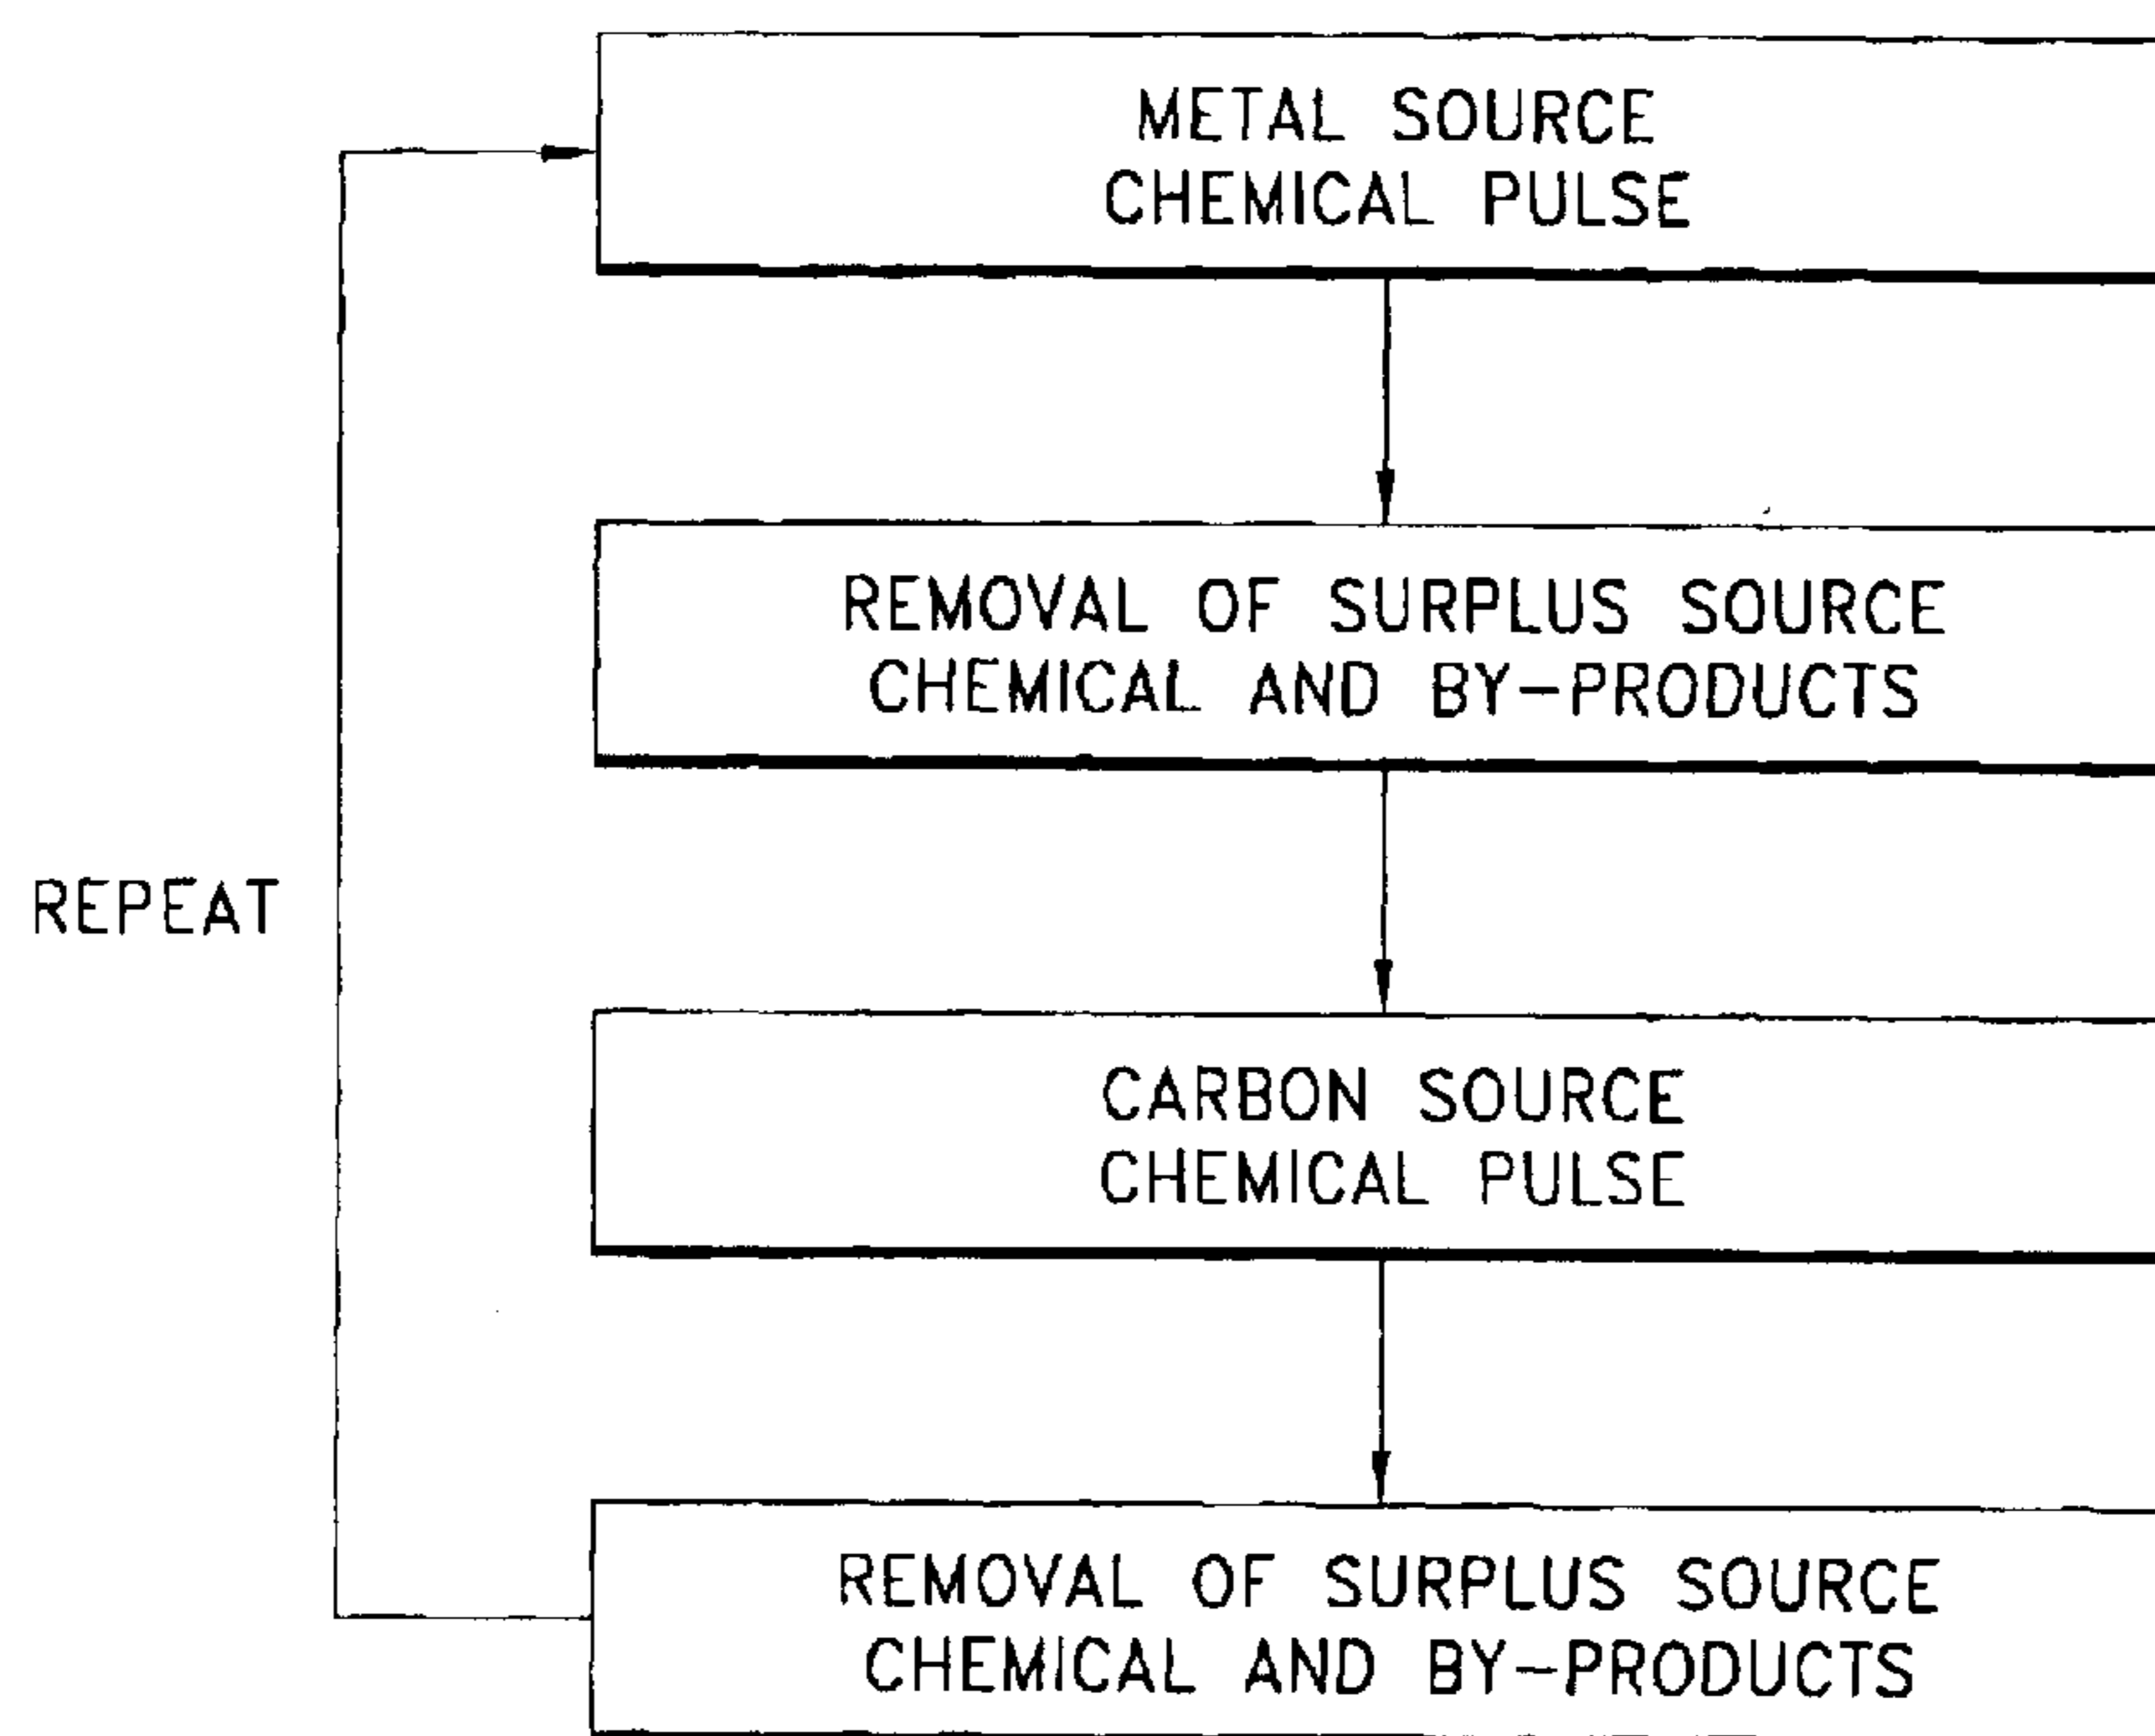 METAL SOURCE
CHEMICAL PULSE
REMOVAL OF SURPLUS SOURCE
CHEMICAL AND BY-PRODUCTS
REPEAT
CARBON SOURCE
CHEMICAL PULSE
REMOVAL OF SURPLUS SOURCE
CHEMICAL AND BY-PRODUCTS